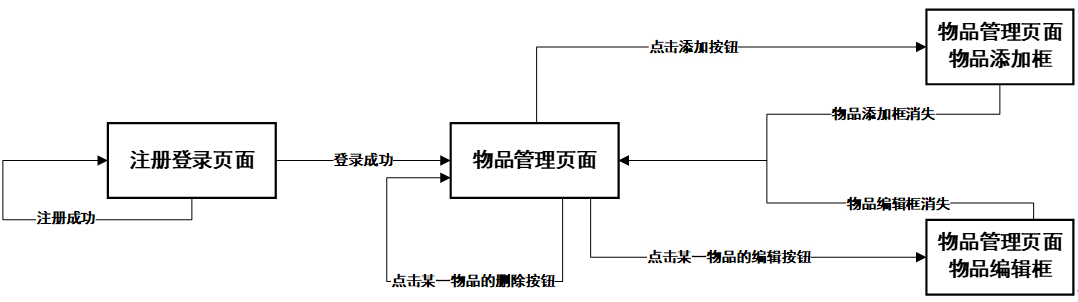 物品管理页面
物品添加框
点击添加按钮
物品添加框消失
注册登录页面
登录成功
物品管理页面
注册成功
物品编辑框消失
物品管理页面
物品编辑框
点击某一物品的编辑按钮
点击某一物品的删除按钮